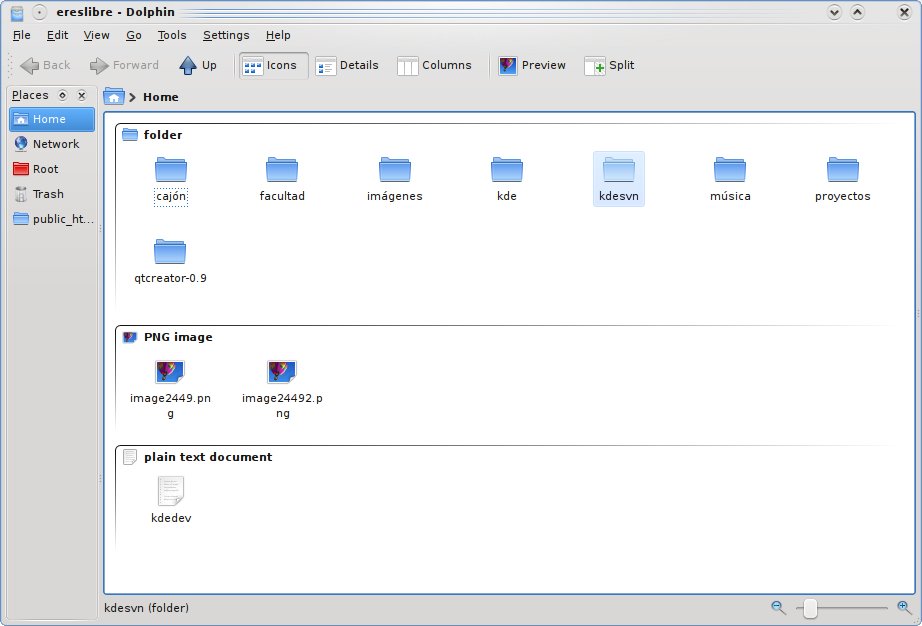 ereslibre - Dolphin
File Edit View Go Tools Settings Help
Back Forward Up Icons Details Columns Preview Split
Places
Home
Home
Network
Root
Trash
public_ht...
folder
cajón facultad imágenes kde kdesvn música proyectos
qtcreator-0.9
PNG image
image2449.pn image24492.p
g ng
plain text document
kdedev
kdesvn (folder)